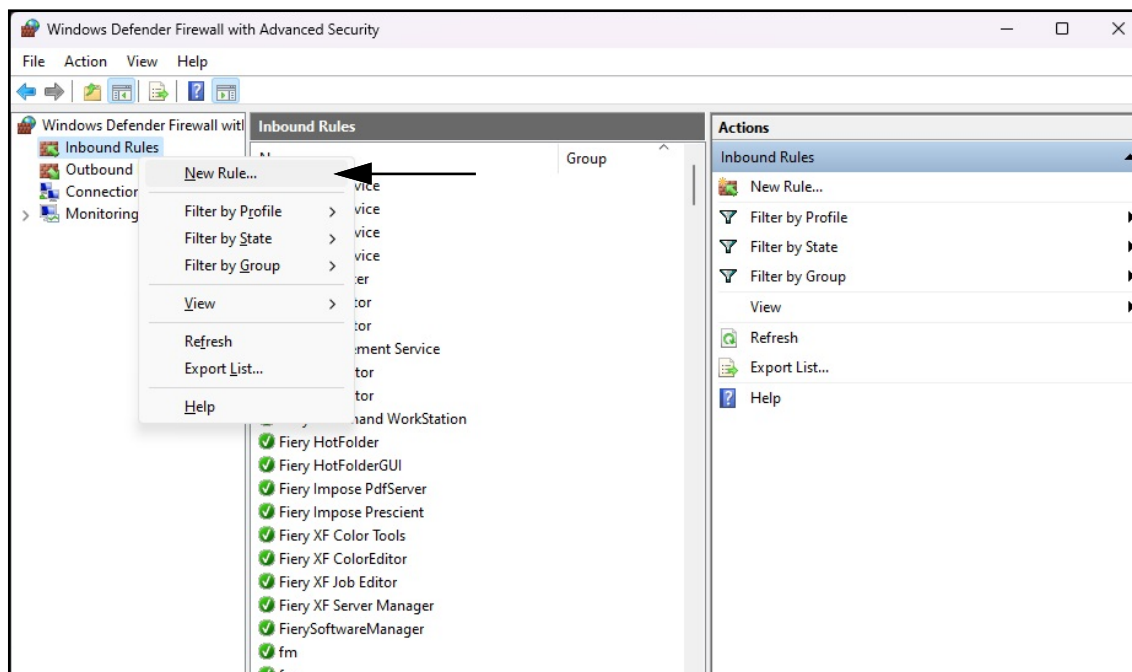 Windows Defender Firewall with Advanced Security
File Action View Help
Windows Defender Firewall with
Inbound Rules
Outbound
Connection
Monitoring
New Rule...
Filter by Profile
Filter by State
Filter by Group
View
Refresh
Export List...
Help
Inbound Rules
Group
vice
vice
vice
vice
ter
tor
tor
ement Service
tor
tor
mand WorkStation
Fiery HotFolder
Fiery HotFolderGUI
Fiery Impose PdfServer
Fiery Impose Prescient
Fiery XF Color Tools
Fiery XF ColorEditor
Fiery XF Job Editor
Fiery XF Server Manager
FierySoftwareManager
fm
Actions
Inbound Rules
New Rule...
Filter by Profile
Filter by State
Filter by Group
View
Refresh
Export List...
Help